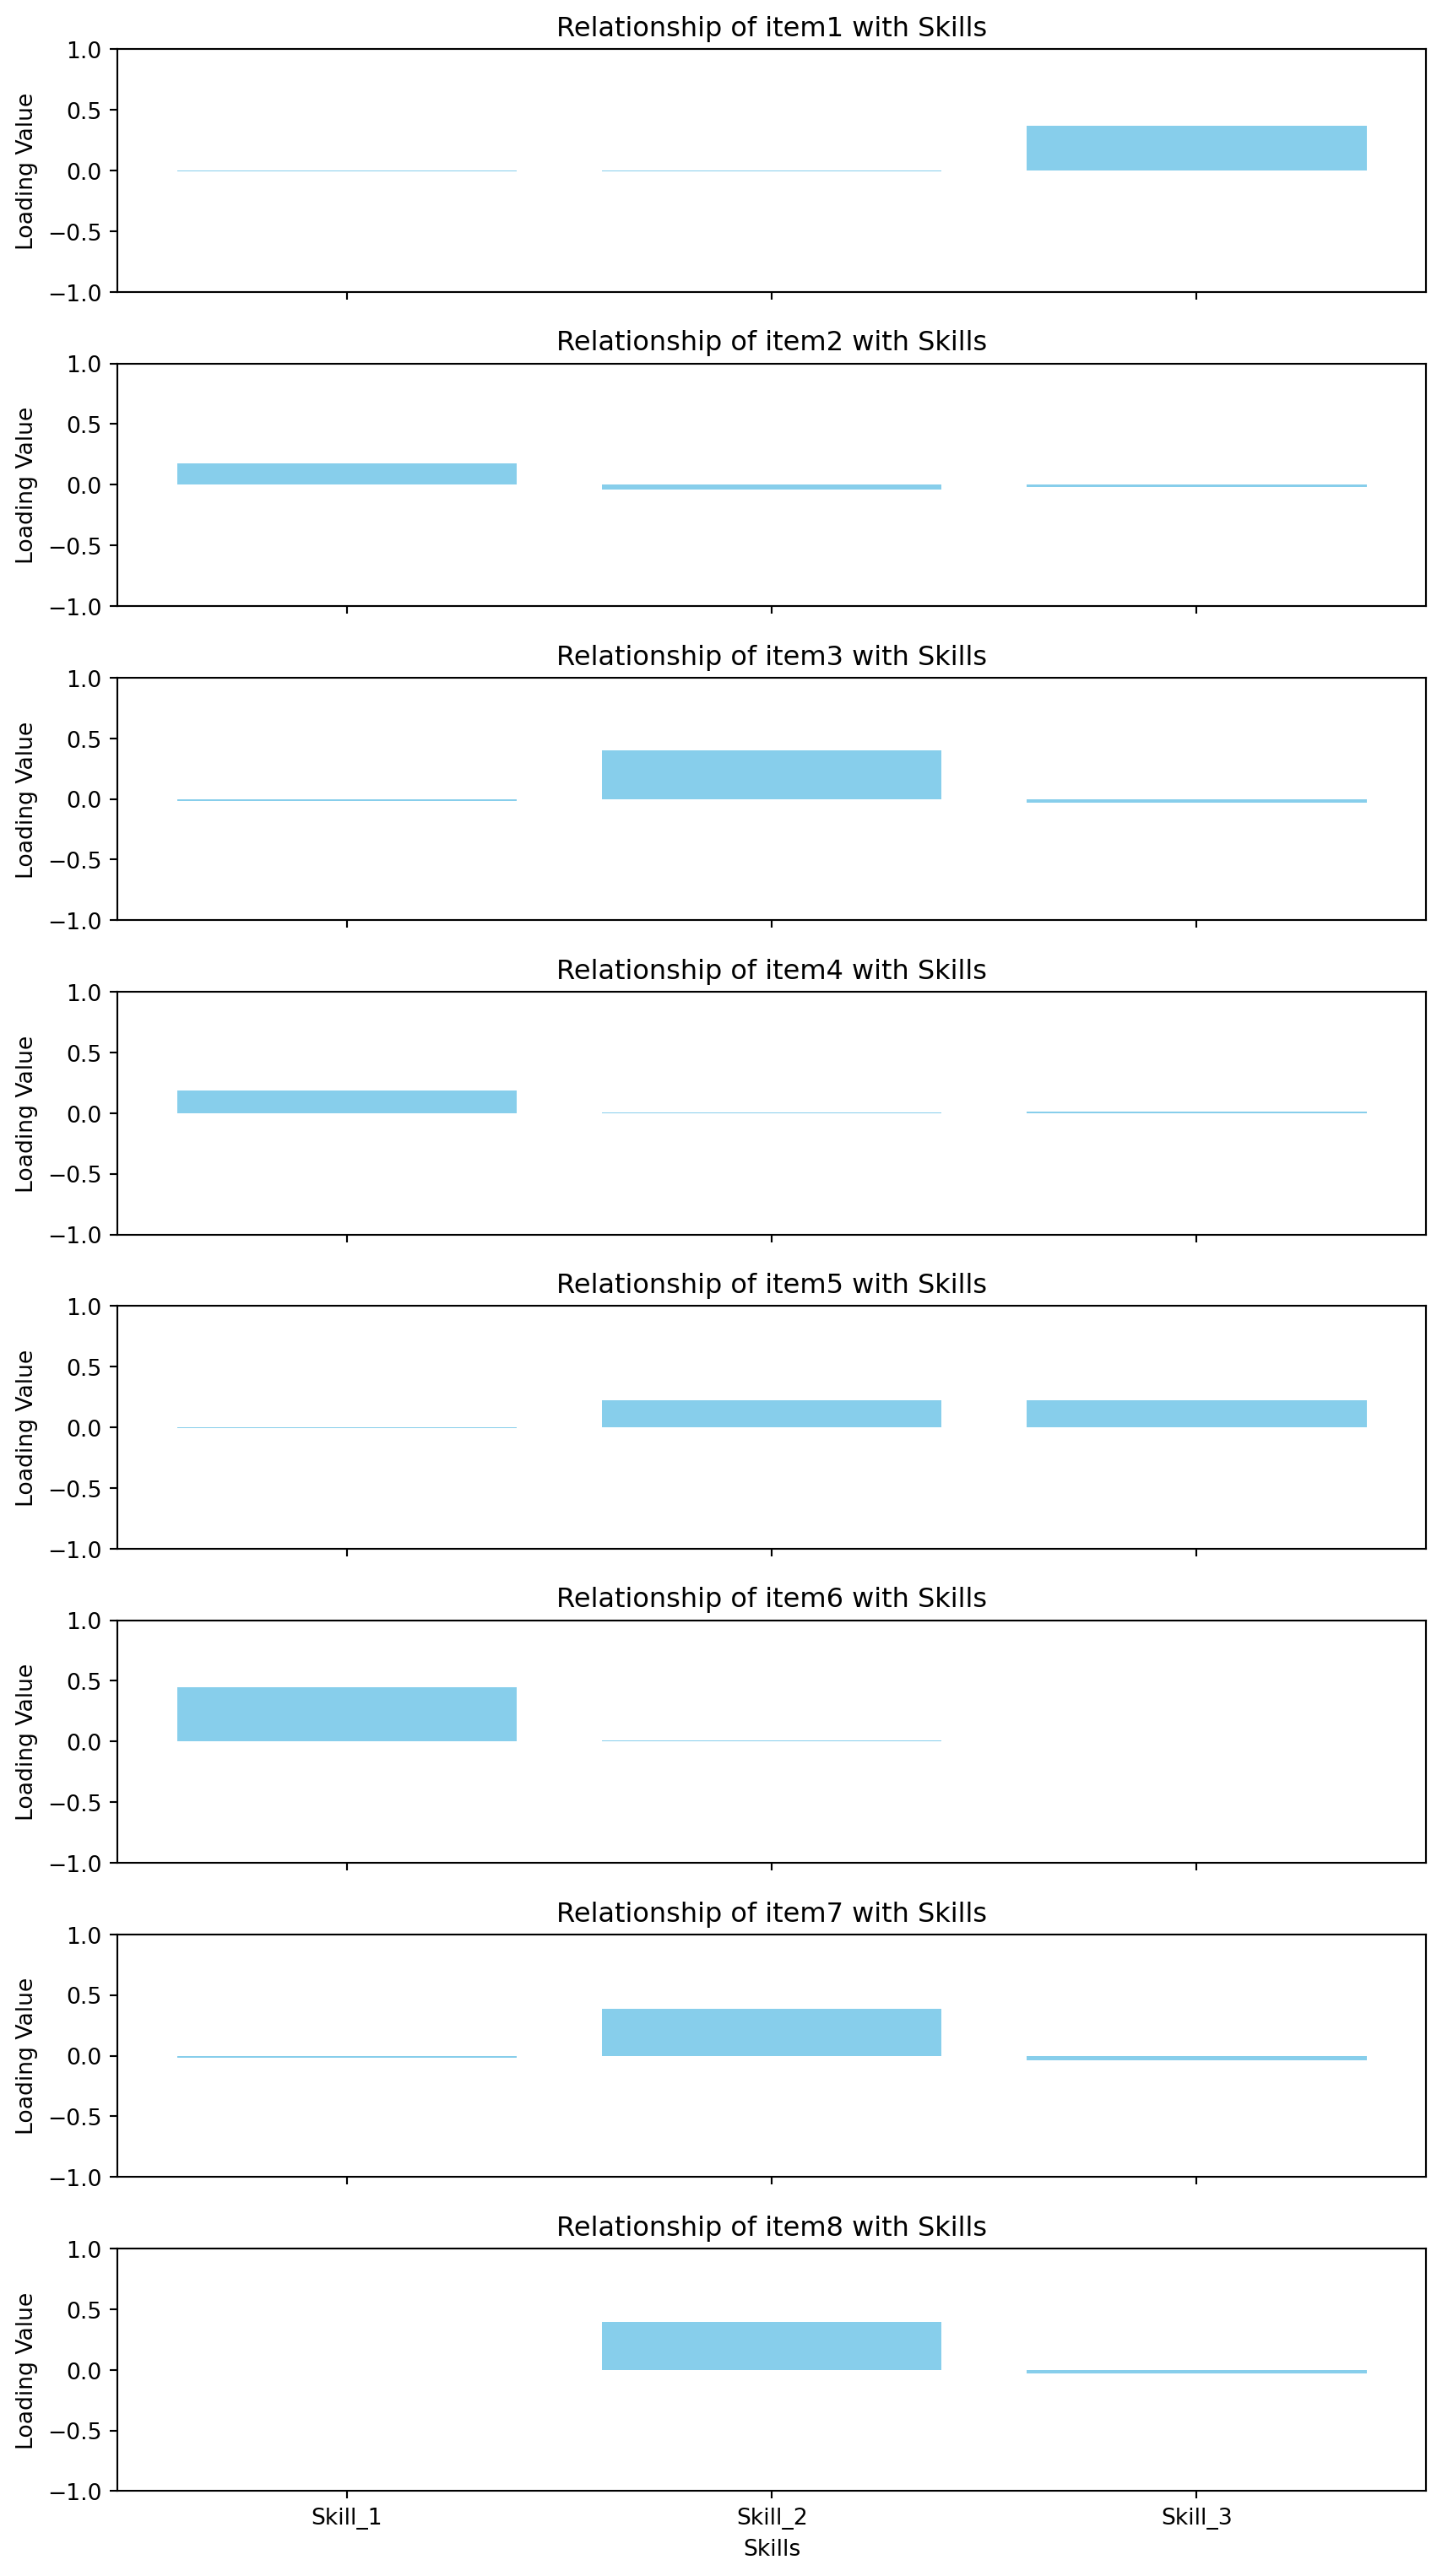 Relationship of item1 with Skills
1.0
0.5
0.0
−0.5
−1.0
Loading Value
Relationship of item2 with Skills
1.0
0.5
0.0
−0.5
−1.0
Loading Value
Relationship of item3 with Skills
1.0
0.5
0.0
−0.5
−1.0
Loading Value
Relationship of item4 with Skills
1.0
0.5
0.0
−0.5
−1.0
Loading Value
Relationship of item5 with Skills
1.0
0.5
0.0
−0.5
−1.0
Loading Value
Relationship of item6 with Skills
1.0
0.5
0.0
−0.5
−1.0
Loading Value
Relationship of item7 with Skills
1.0
0.5
0.0
−0.5
−1.0
Loading Value
Relationship of item8 with Skills
1.0
0.5
0.0
−0.5
−1.0
Loading Value
Skill_1 Skill_2 Skill_3
Skills